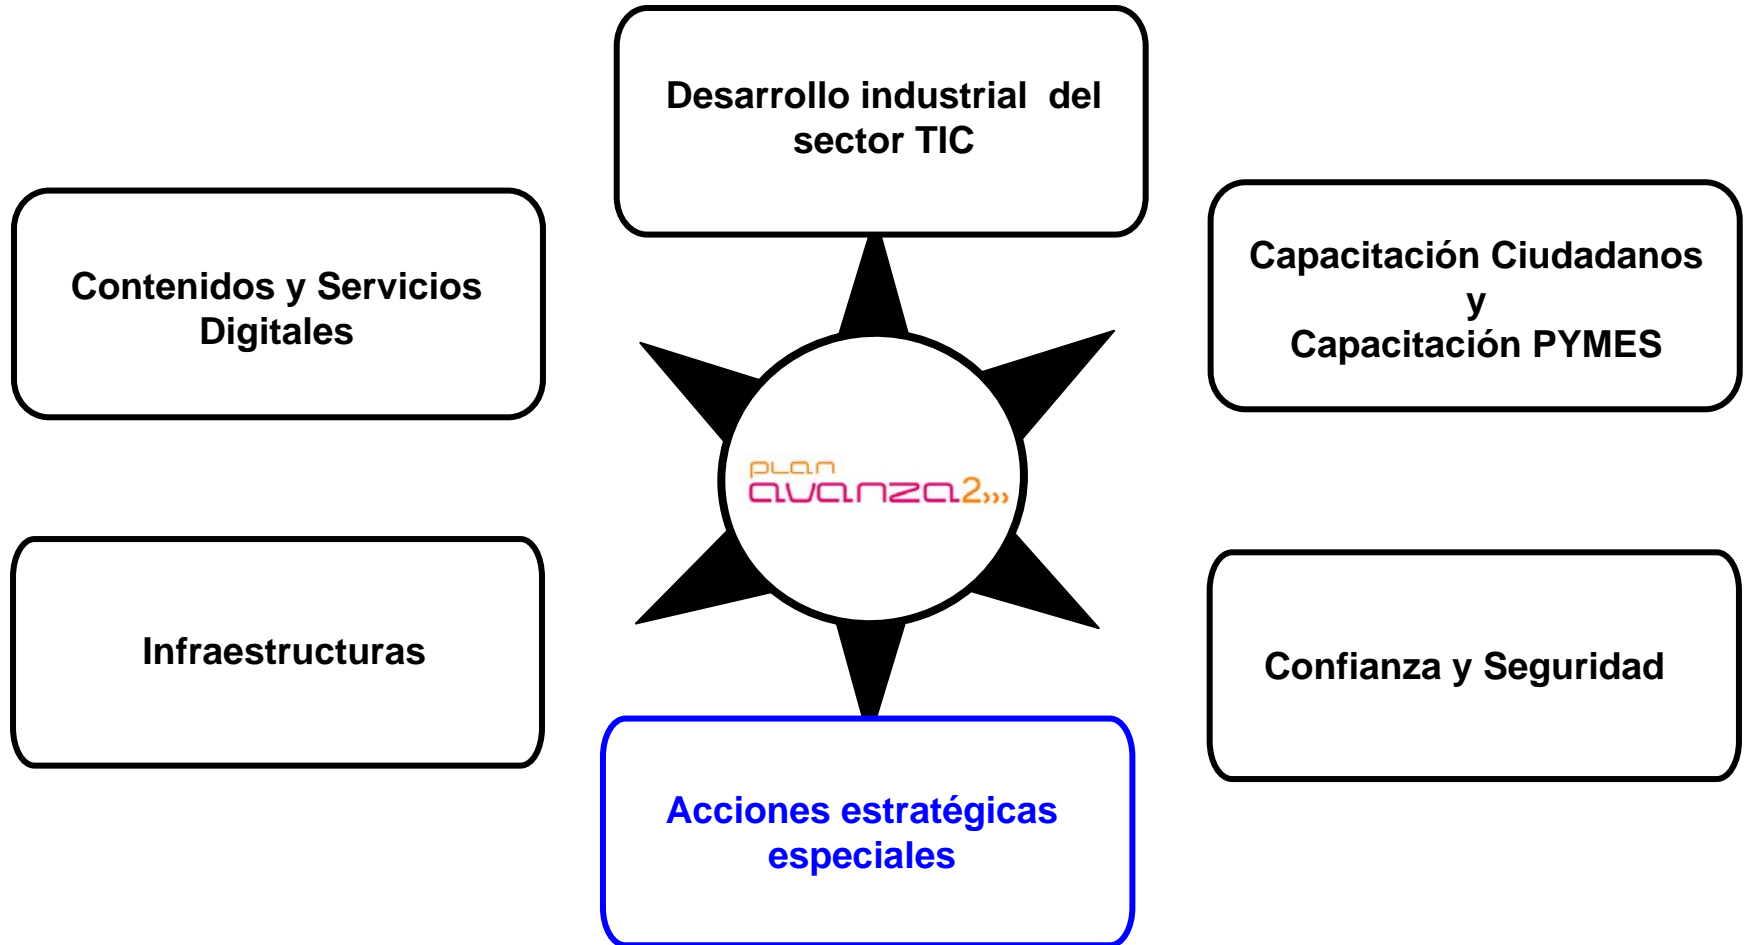 Desarrollo industrial del
sector TIC
Contenidos y Servicios
Digitales
Capacitación Ciudadanos
y
Capacitación PYMES
plan
avanza2›››
Infraestructuras
Confianza y Seguridad
Acciones estratégicas
especiales